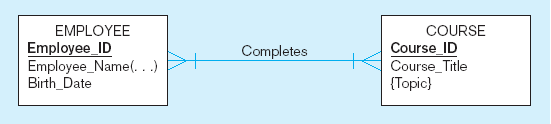 EMPLOYEE
Employee_ID
Employee_Name(. . .)
Birth_Date
Completes
COURSE
Course_ID
Course_Title
{Topic}